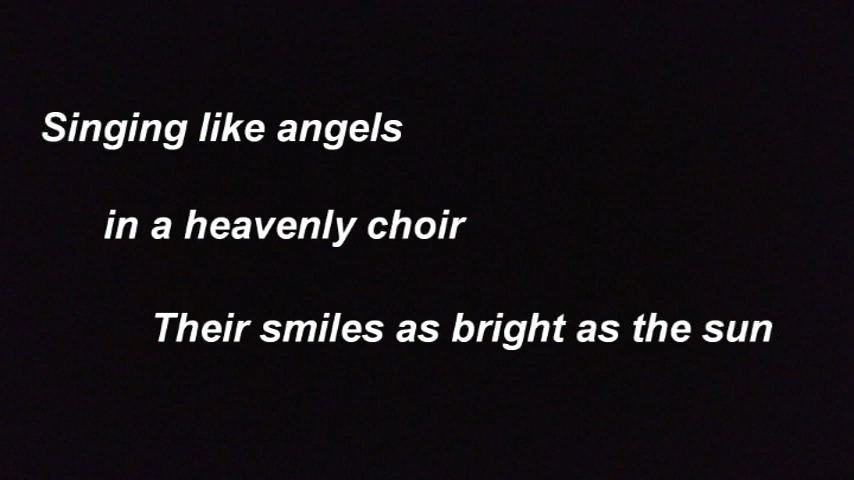 Singing like angels
in a heavenly choir
Their smiles as bright as the sun